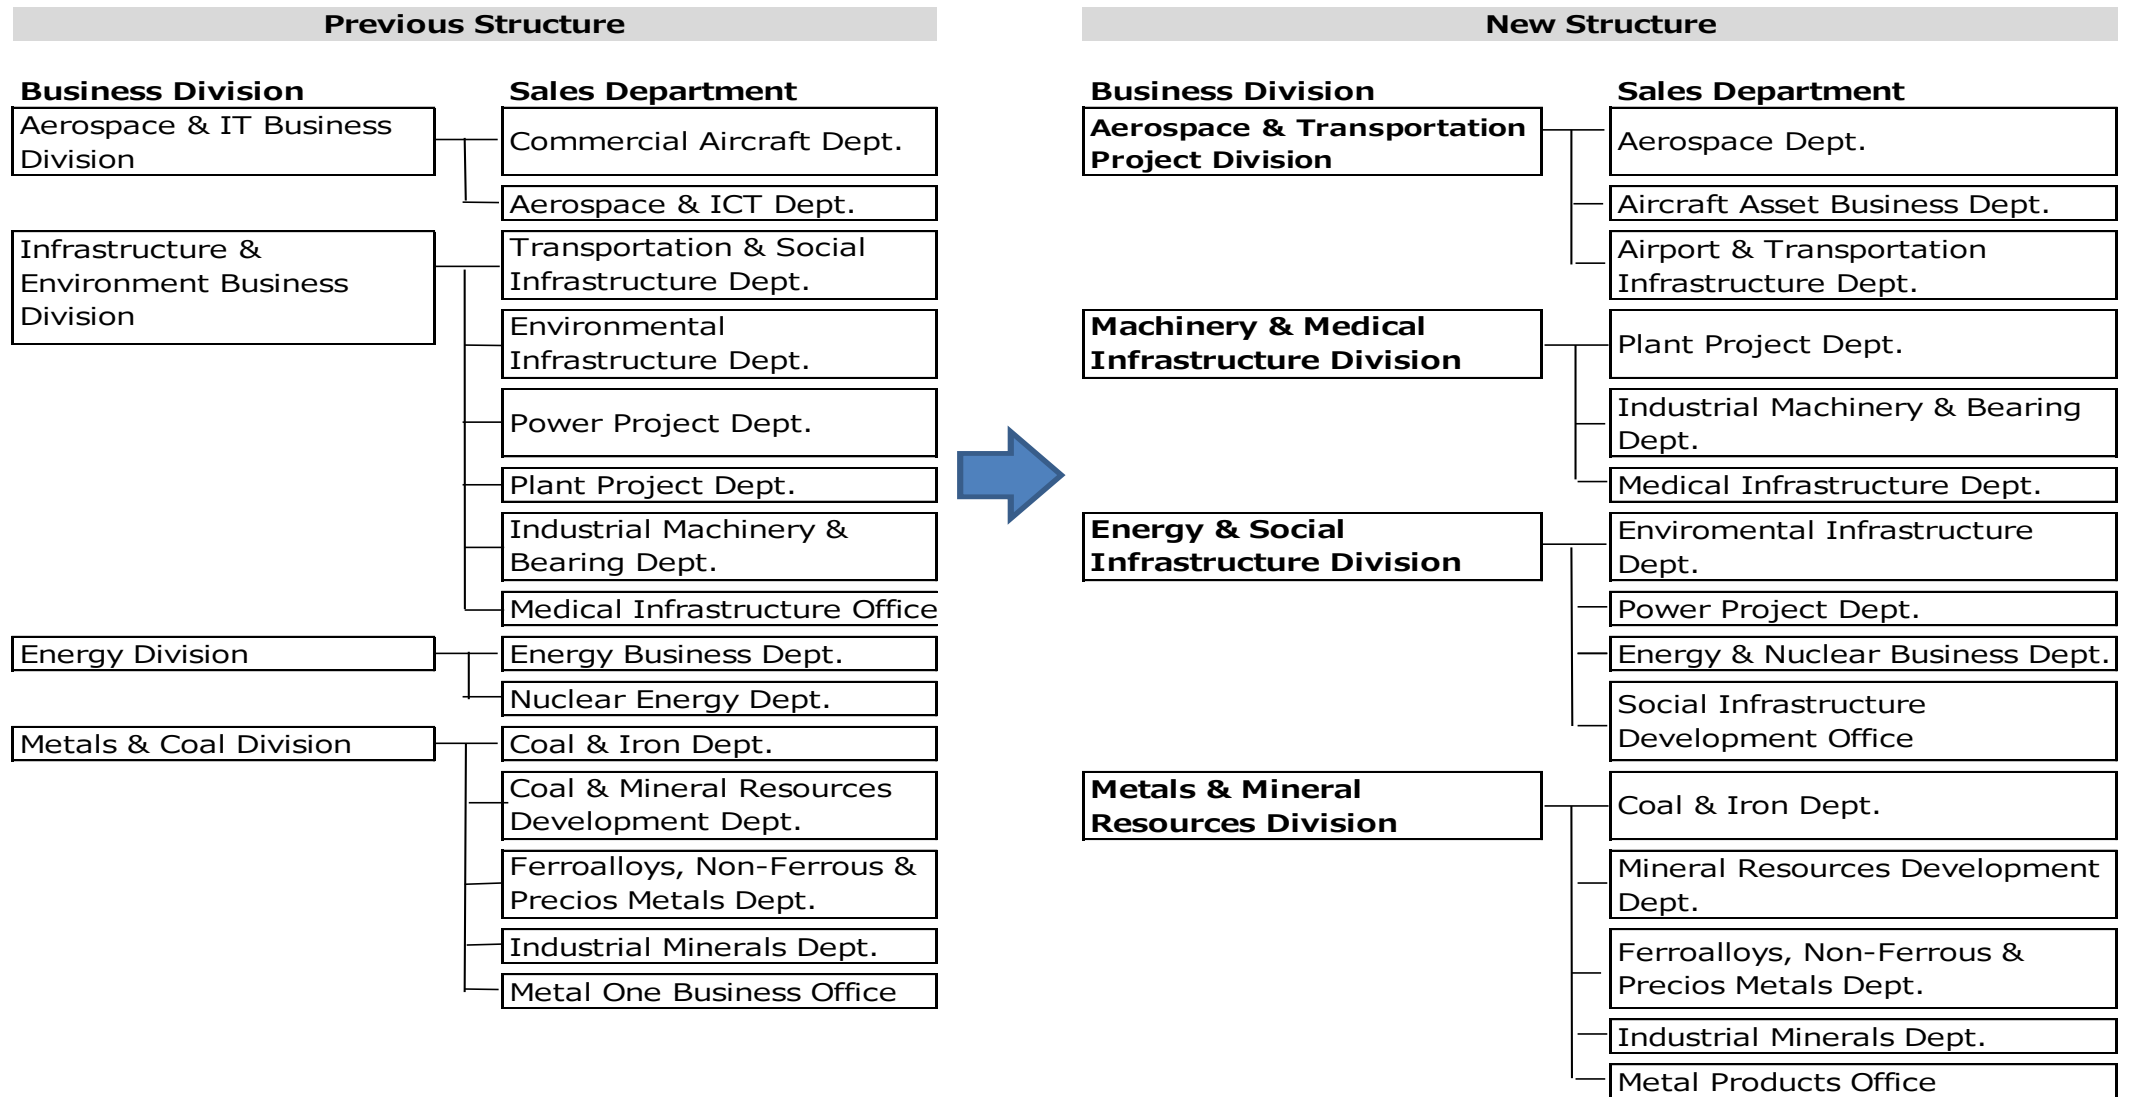 Previous Structure
Business Division
Sales Department
Aerospace & IT Business
Division
Commercial Aircraft Dept.
Aerospace & ICT Dept.
Infrastructure &
Environment Business
Division
Transportation & Social
Infrastructure Dept.
Environmental
Infrastructure Dept.
Power Project Dept.
Plant Project Dept.
Industrial Machinery &
Bearing Dept.
Medical Infrastructure Office
Energy Division
Energy Business Dept.
Nuclear Energy Dept.
Metals & Coal Division
Coal & Iron Dept.
Coal & Mineral Resources
Development Dept.
Ferroalloys, Non-Ferrous &
Precios Metals Dept.
Industrial Minerals Dept.
Metal One Business Office
New Structure
Business Division
Sales Department
Aerospace & Transportation
Project Division
Aerospace Dept.
Aircraft Asset Business Dept.
Airport & Transportation
Infrastructure Dept.
Machinery & Medical
Infrastructure Division
Plant Project Dept.
Industrial Machinery & Bearing
Dept.
Medical Infrastructure Dept.
Energy & Social
Infrastructure Division
Enviromental Infrastructure
Dept.
Power Project Dept.
Energy & Nuclear Business Dept.
Social Infrastructure
Development Office
Metals & Mineral
Resources Division
Coal & Iron Dept.
Mineral Resources Development
Dept.
Ferroalloys, Non-Ferrous &
Precios Metals Dept.
Industrial Minerals Dept.
Metal Products Office